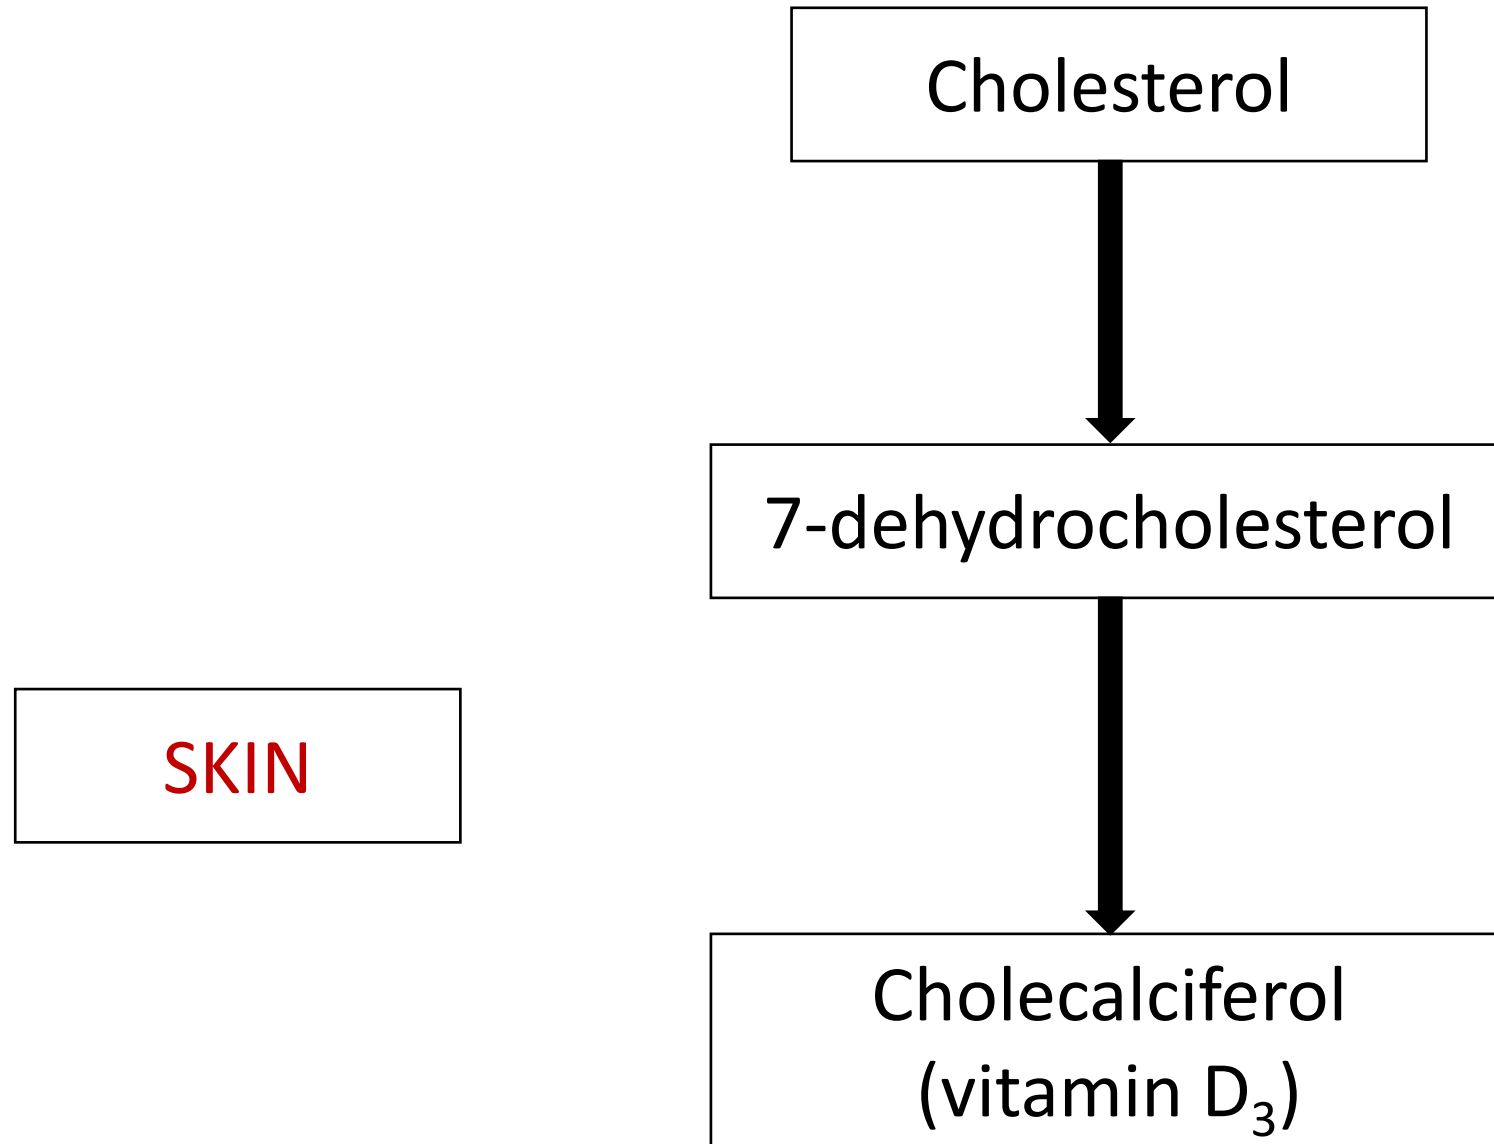 Cholesterol
7-dehydrocholesterol
SKIN
Cholecalciferol
(vitamin D₃)